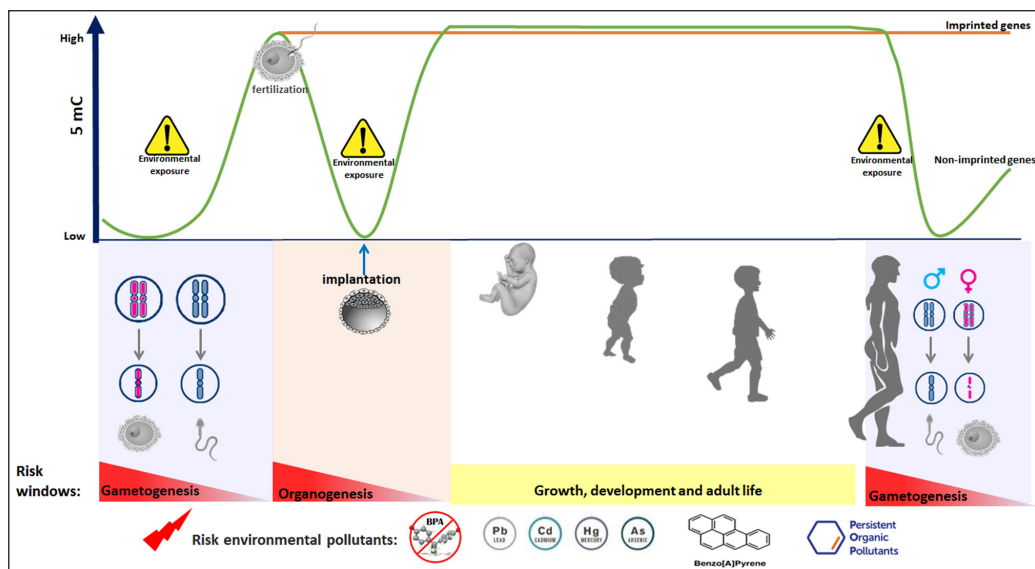 High
Imprinted genes
fertilization
5 mC
Environmental
exposure
Environmental
exposure
Environmental
exposure
Non-imprinted genes
Low
implantation
Risk
windows:
Gametogenesis
Organogenesis
Growth, development and adult life
Gametogenesis
Risk environmental pollutants:
BPA
Pb
LEAD
Cd
CADMIUM
Hg
MERCURY
As
ARSENIC
Benzo[A]Pyrene
Persistent
Organic
Pollutants